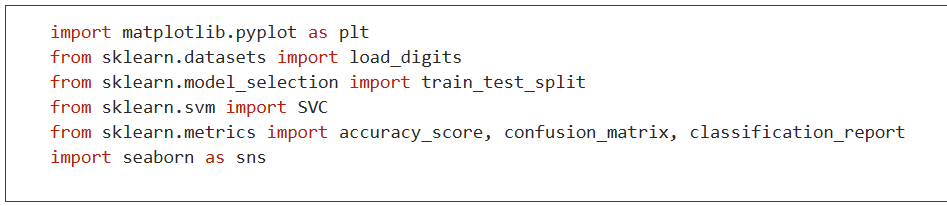 import matplotlib.pyplot as plt
from sklearn.datasets import load_digits
from sklearn.model_selection import train_test_split
from sklearn.svm import SVC
from sklearn.metrics import accuracy_score, confusion_matrix, classification_report
import seaborn as sns